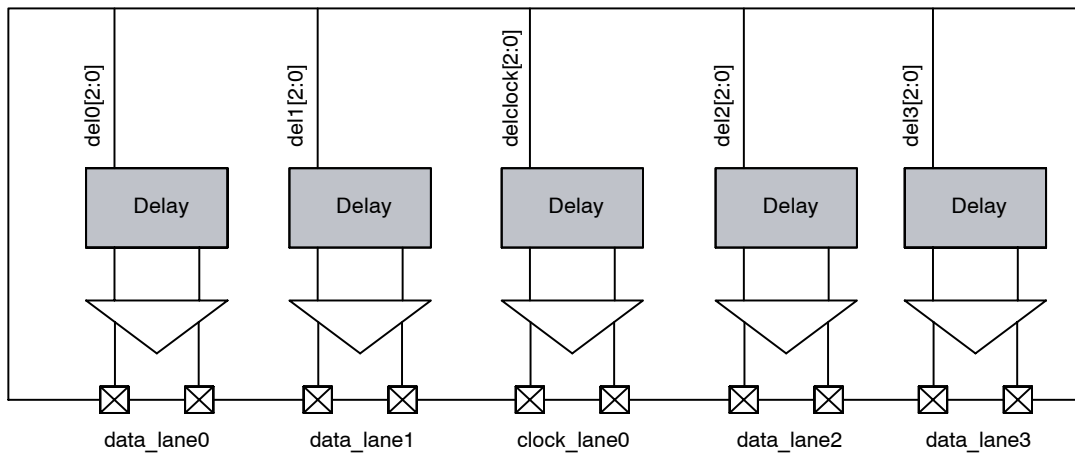 del0[2:0]
del1[2:0]
delclock[2:0]
del2[2:0]
del3[2:0]
Delay
Delay
Delay
Delay
Delay
data_lane0
data_lane1
clock_lane0
data_lane2
data_lane3